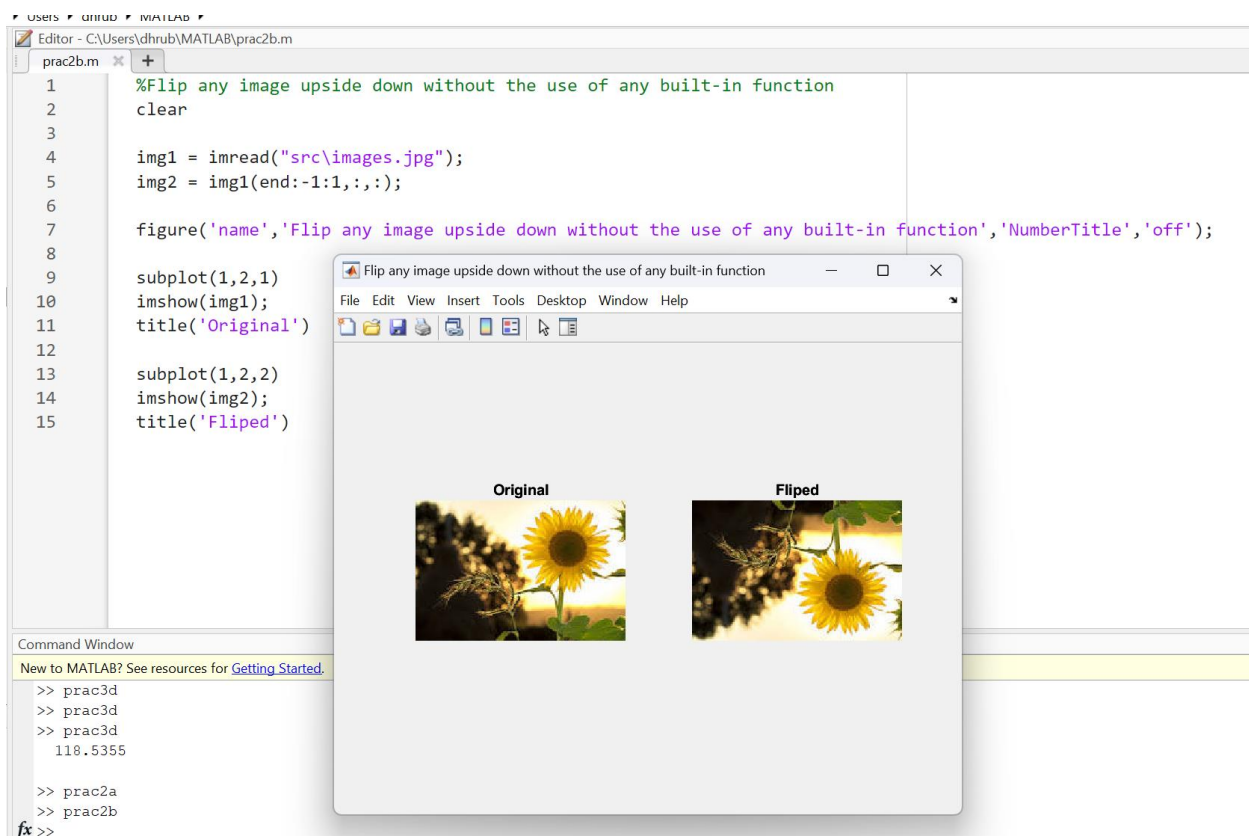 Users ▸ dhrub ▸ MATLAB ▸
Editor - C:\Users\dhrub\MATLAB\prac2b.m
prac2b.m
1 %Flip any image upside down without the use of any built-in function
2 clear
3
4 img1 = imread("src\images.jpg");
5 img2 = img1(end:-1:1,:,:);
6
7 figure('name','Flip any image upside down without the use of any built-in function','NumberTitle','off');
8
9 subplot(1,2,1)
10 imshow(img1);
11 title('Original')
12
13 subplot(1,2,2)
14 imshow(img2);
15 title('Fliped')
Flip any image upside down without the use of any built-in function
File Edit View Insert Tools Desktop Window Help
Original
Fliped
Command Window
New to MATLAB? See resources for Getting Started.
>> prac3d
>> prac3d
>> prac3d
118.5355
>> prac2a
>> prac2b
fx >>